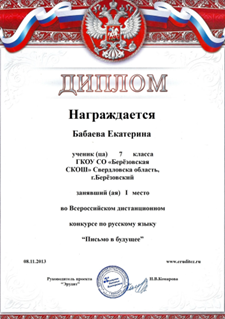 ДИПЛОМ
Награждается
Бабаева Екатерина
ученик (ца) 7 класса
ГКОУ СО «Берёзовская
СКОШ» Свердловска область,
г.Берёзовский
занявший (ая) I место
во Всероссийском дистанционном
конкурсе по русскому языку
“Письмо в будущее”
08.11.2013 www.eruditez.ru
Руководитель проекта
"Эрудит"
Н.В.Комарова